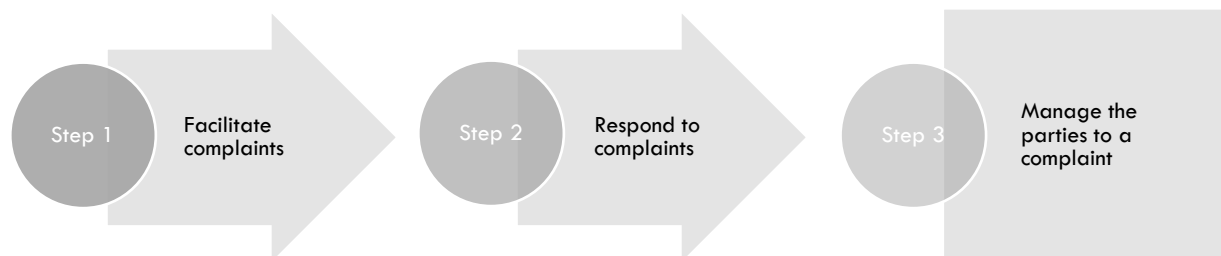 Step 1
Facilitate
complaints
Step 2
Respond to
complaints
Step 3
Manage the
parties to a
complaint